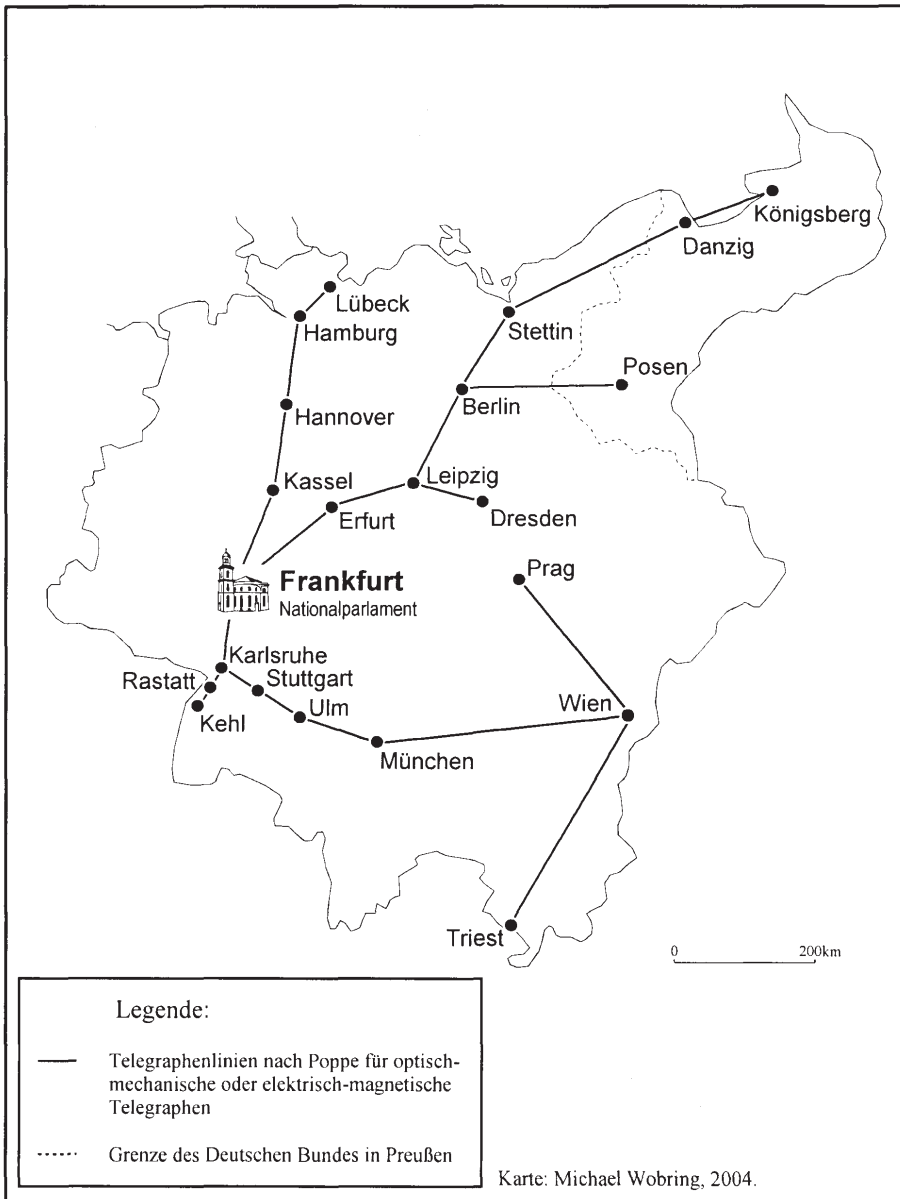 Königsberg
Danzig
Lübeck
Hamburg
Stettin
Posen
Berlin
Hannover
Kassel
Leipzig
Erfurt
Dresden
Prag
Frankfurt
Nationalparlament
Karlsruhe
Rastatt
Stuttgart
Kehl
Ulm
Wien
München
Triest
0 200km
Legende:
Telegraphenlinien nach Poppe für optisch-
mechanische oder elektrisch-magnetische
Telegraphen
Grenze des Deutschen Bundes in Preußen
Karte: Michael Wobring, 2004.